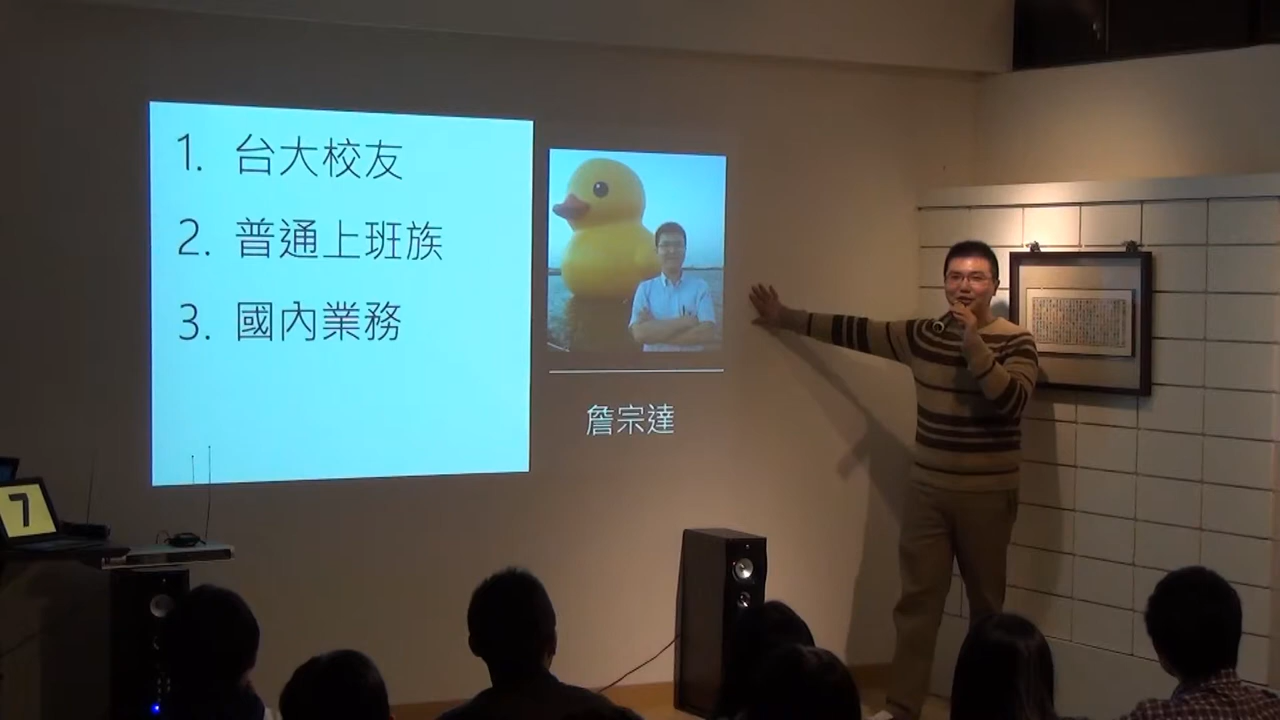 1. 台大校友
2. 普通上班族
3. 國內業務
詹宗達
7